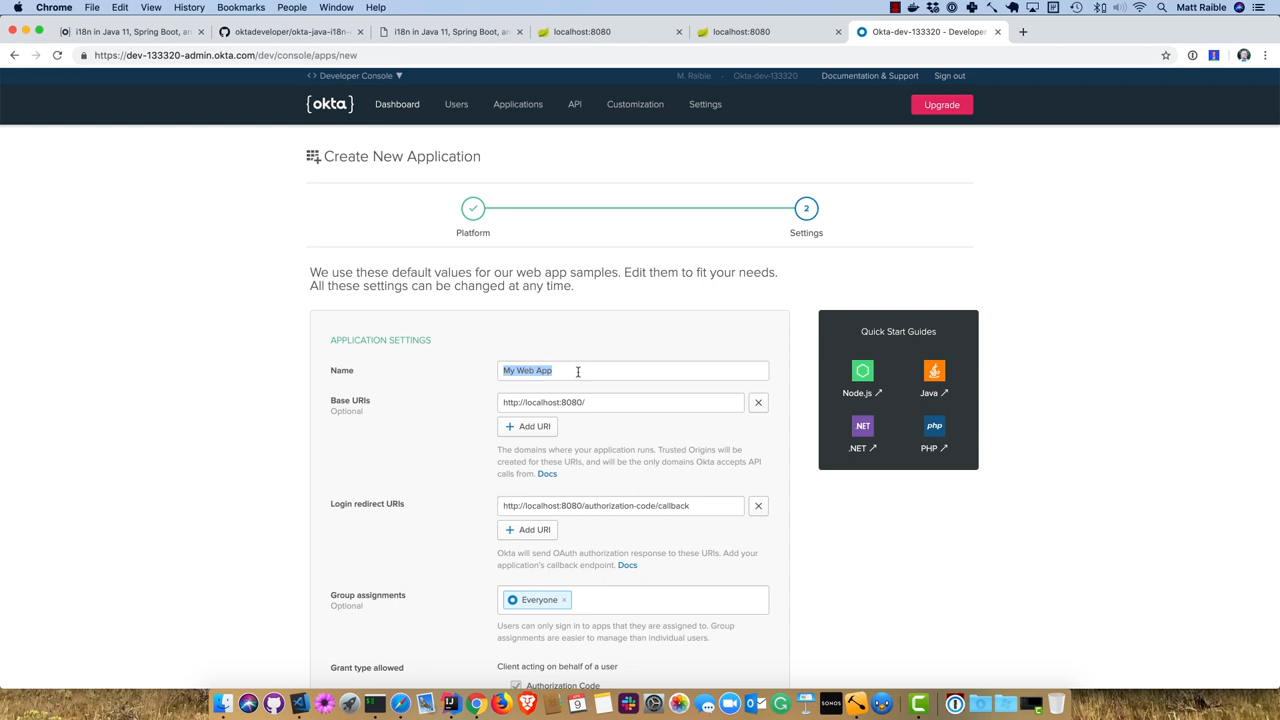 Chrome File Edit View History Bookmarks People Window Help
Matt Raible
i18n in Java 11, Spring Boot, an
oktadeveloper/okta-java-i18n-
i18n in Java 11, Spring Boot, an
localhost:8080
localhost:8080
Okta-dev-133320 - Developer
https://dev-133320-admin.okta.com/dev/console/apps/new
<> Developer Console ▼
M. Raible · Okta-dev-133320 Documentation & Support Sign out
{okta} Dashboard Users Applications API Customization Settings Upgrade
Create New Application
2
Platform Settings
We use these default values for our web app samples. Edit them to fit your needs.
All these settings can be changed at any time.
APPLICATION SETTINGS
Name My Web App
Base URIs http://localhost:8080/
Optional
+ Add URI
The domains where your application runs. Trusted Origins will be
created for these URIs, and will be the only domains Okta accepts API
calls from. Docs
Login redirect URIs http://localhost:8080/authorization-code/callback
+ Add URI
Okta will send OAuth authorization response to these URIs. Add your
application's callback endpoint. Docs
Group assignments Everyone ×
Optional
Users can only sign in to apps that they are assigned to. Group
assignments are easier to manage than individual users.
Grant type allowed Client acting on behalf of a user
Authorization Code
Quick Start Guides
Node.js ↗ Java ↗
.NET php
.NET ↗ PHP ↗
9
SONOS